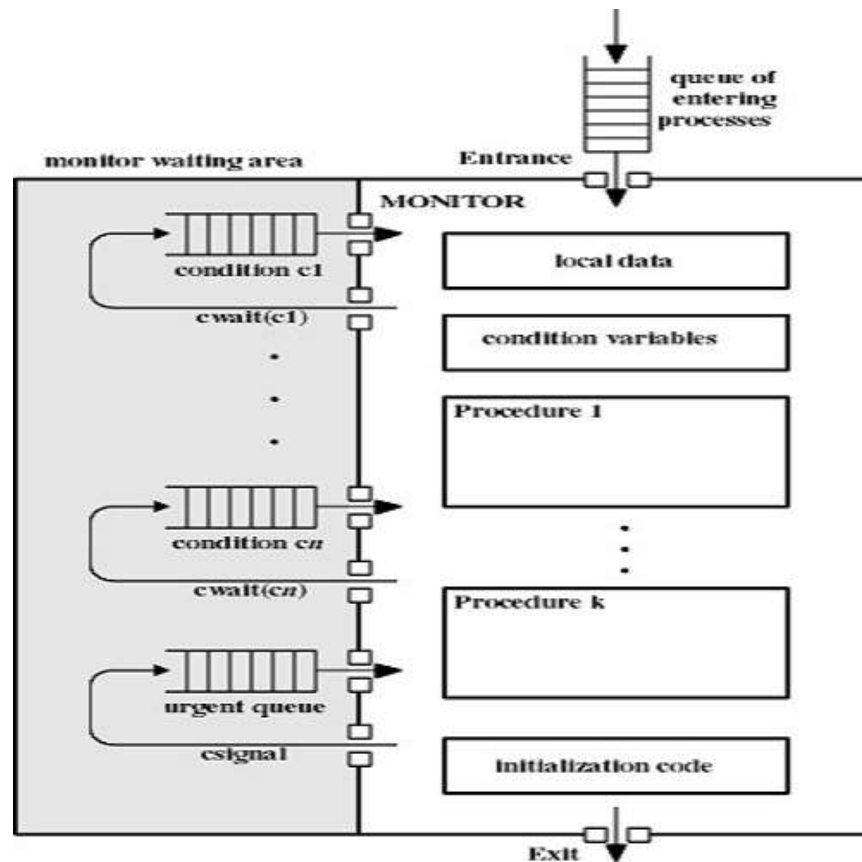 queue of
entering
processes
Entrance
monitor waiting area
MONITOR
condition c1
cwait(c1)
local data
condition variables
Procedure 1
condition cn
cwait(cn)
Procedure k
urgent queue
csignal
initialization code
Exit